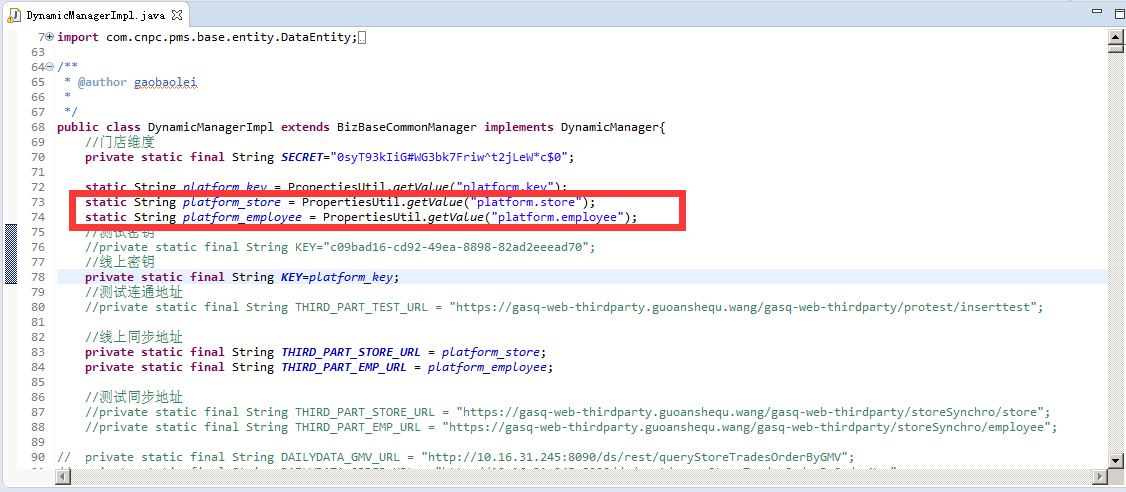 DynamicManagerImpl.java
7 import com.cnpc.pms.base.entity.DataEntity;
63
64 /**
65 * @author gaobaolei
66 *
67 */
68 public class DynamicManagerImpl extends BizBaseCommonManager implements DynamicManager{
69 //门店维度
70 private static final String SECRET="0syT93kIiG#WG3bk7Friw^t2jLeW*c$0";
71
72 static String platform_key = PropertiesUtil.getValue("platform.key");
73 static String platform_store = PropertiesUtil.getValue("platform.store");
74 static String platform_employee = PropertiesUtil.getValue("platform.employee");
75 //测试密钥
76 //private static final String KEY="c09bad16-cd92-49ea-8898-82ad2eeead70";
77 //线上密钥
78 private static final String KEY=platform_key;
79 //测试连通地址
80 //private static final String THIRD_PART_TEST_URL = "https://gasq-web-thirdparty.guoanshequ.wang/gasq-web-thirdparty/protest/inserttest";
81
82 //线上同步地址
83 private static final String THIRD_PART_STORE_URL = platform_store;
84 private static final String THIRD_PART_EMP_URL = platform_employee;
85
86 //测试同步地址
87 //private static final String THIRD_PART_STORE_URL = "https://gasq-web-thirdparty.guoanshequ.wang/gasq-web-thirdparty/storeSynchro/store";
88 //private static final String THIRD_PART_EMP_URL = "https://gasq-web-thirdparty.guoanshequ.wang/gasq-web-thirdparty/storeSynchro/employee";
89
90 // private static final String DAILYDATA_GMV_URL = "http://10.16.31.245:8090/ds/rest/queryStoreTradesOrderByGMV";